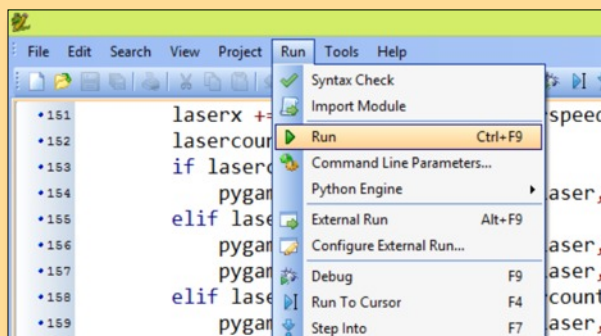 File Edit Search View Project Run Tools Help
Syntax Check
Import Module
Run Ctrl+F9
Command Line Parameters...
Python Engine
External Run Alt+F9
Configure External Run...
Debug F9
Run To Cursor F4
Step Into F7
151 laserx += speed
152 lasercour
153 if laserc
154 pygam aser,
155 elif lase
156 pygam aser,
157 pygam aser,
158 elif lase count
159 pygam aser,